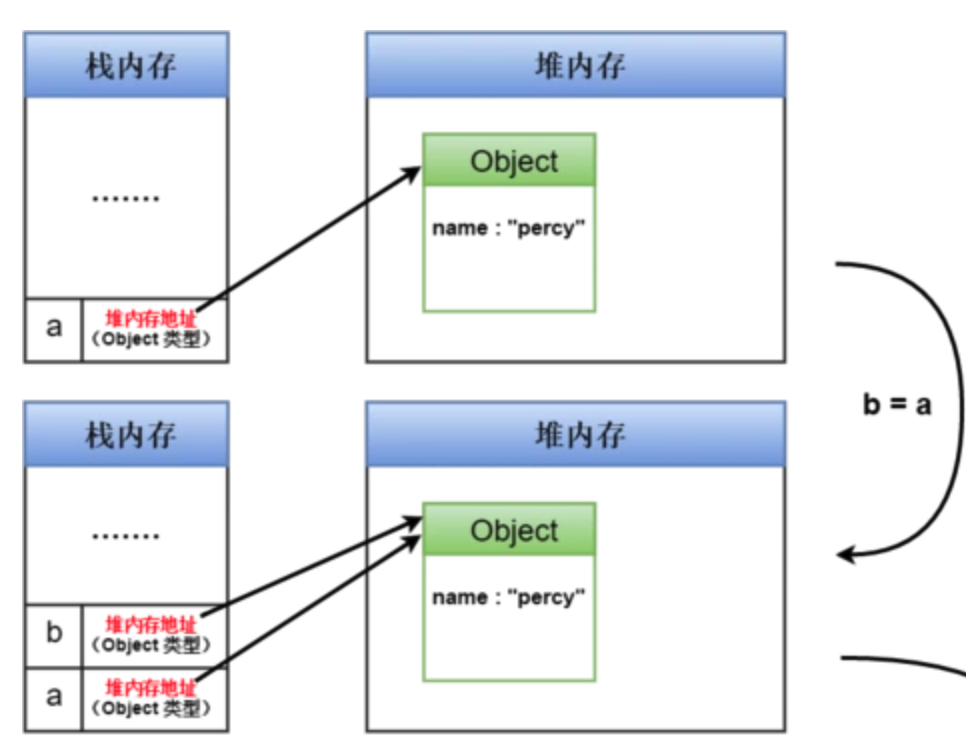 栈内存
堆内存
Object
name : "percy"
.......
a
堆内存地址
（Object 类型）
b = a
栈内存
堆内存
Object
name : "percy"
.......
b
堆内存地址
（Object 类型）
a
堆内存地址
（Object 类型）